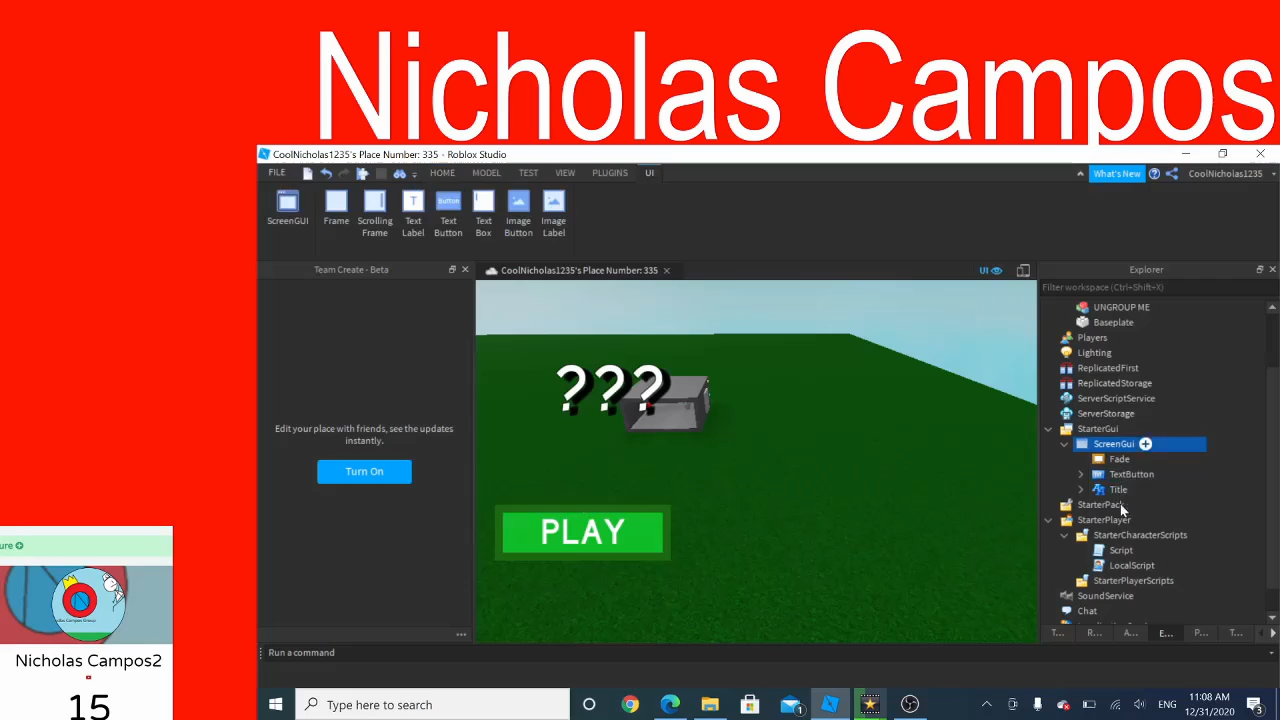 Nicholas Campos
CoolNicholas1235's Place Number: 335 - Roblox Studio
FILE HOME MODEL TEST VIEW PLUGINS UI What's New CoolNicholas1235
ScreenGUI Frame Scrolling Frame Text Label Text Button Text Box Image Button Image Label
Button
Team Create - Beta
CoolNicholas1235's Place Number: 335
UI
Explorer
Filter workspace (Ctrl+Shift+X)
UNGROUP ME
Baseplate
Players
Lighting
ReplicatedFirst
ReplicatedStorage
ServerScriptService
ServerStorage
StarterGui
ScreenGui
Fade
TextButton
Title
StarterPack
StarterPlayer
StarterCharacterScripts
Script
LocalScript
StarterPlayerScripts
SoundService
Chat
T... R... A... E... P... T...
Edit your place with friends, see the updates
instantly.
Turn On
???
PLAY
Run a command
ure
Nicholas Campos2
15
Type here to search
ENG
11:08 AM
12/31/2020
3
1